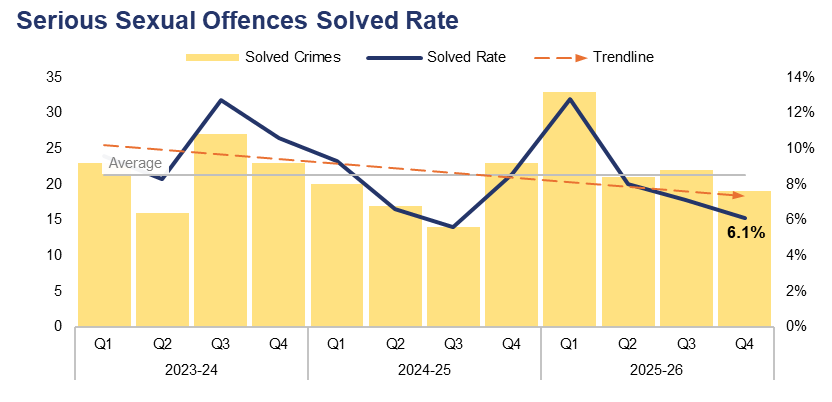 Serious Sexual Offences Solved Rate
Solved Crimes Solved Rate Trendline
35 14%
30 12%
25 10%
Average
20 8%
15 6%
6.1%
10 4%
5 2%
0 0%
Q1 Q2 Q3 Q4 Q1 Q2 Q3 Q4 Q1 Q2 Q3 Q4
2023-24 2024-25 2025-26